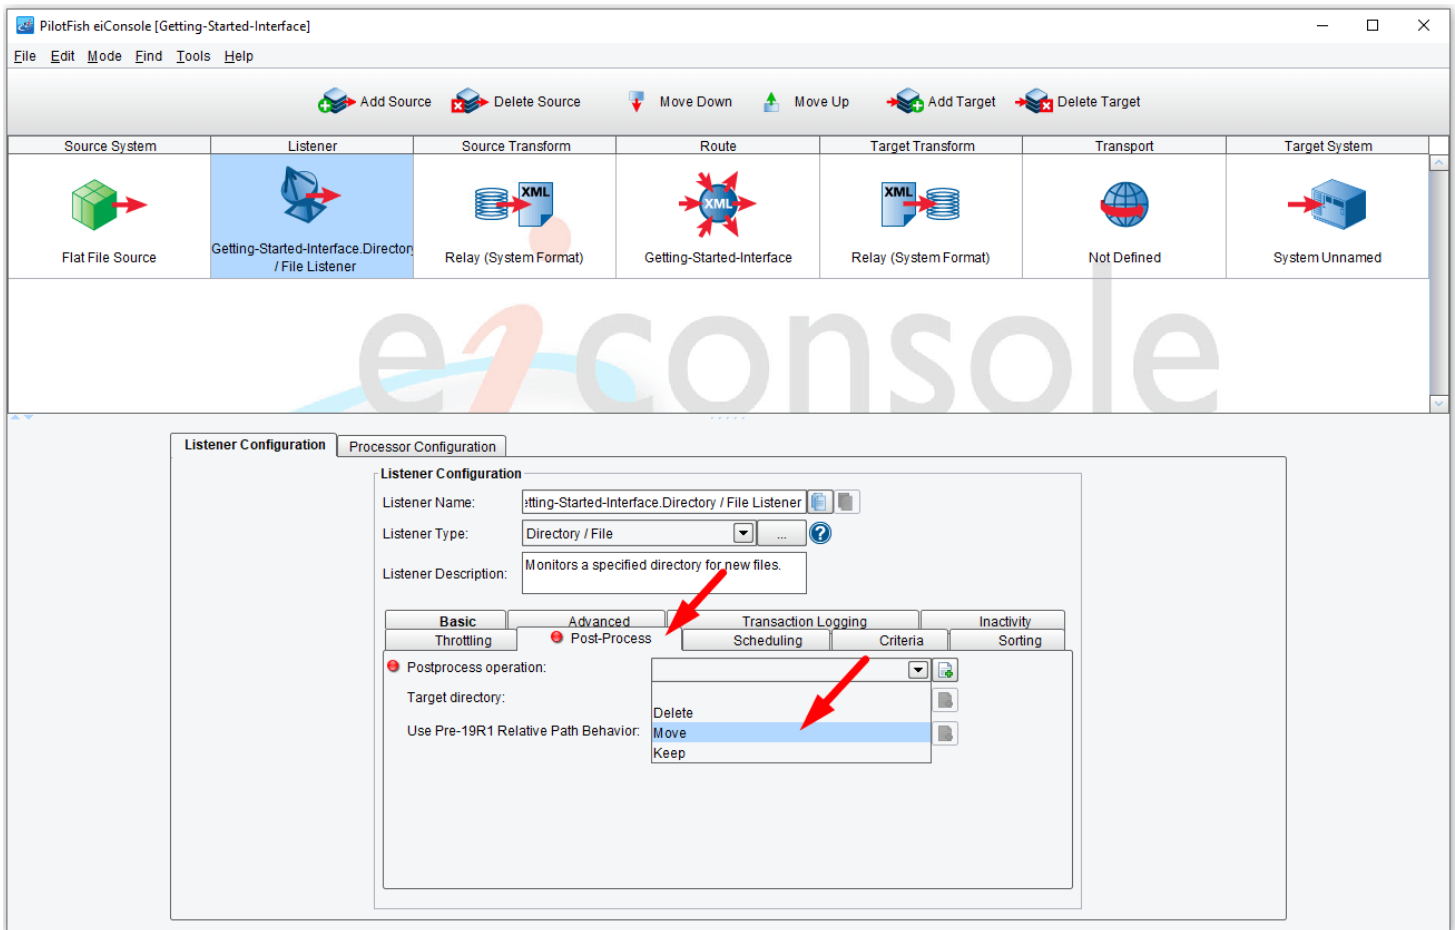 PilotFish eiConsole [Getting-Started-Interface]
File Edit Mode Find Tools Help
Add Source Delete Source Move Down Move Up Add Target Delete Target
Source System Listener Source Transform Route Target Transform Transport Target System
XML XML XML
Flat File Source Getting-Started-Interface.Directory Relay (System Format) Getting-Started-Interface Relay (System Format) Not Defined System Unnamed
/ File Listener
eiconsole
Listener Configuration Processor Configuration
Listener Configuration
Listener Name: etting-Started-Interface.Directory / File Listener
Listener Type: Directory / File ... ?
Listener Description: Monitors a specified directory for new files.
Basic Advanced Transaction Logging Inactivity
Throttling Post-Process Scheduling Criteria Sorting
Postprocess operation:
Target directory:
Delete
Use Pre-19R1 Relative Path Behavior: Move
Keep